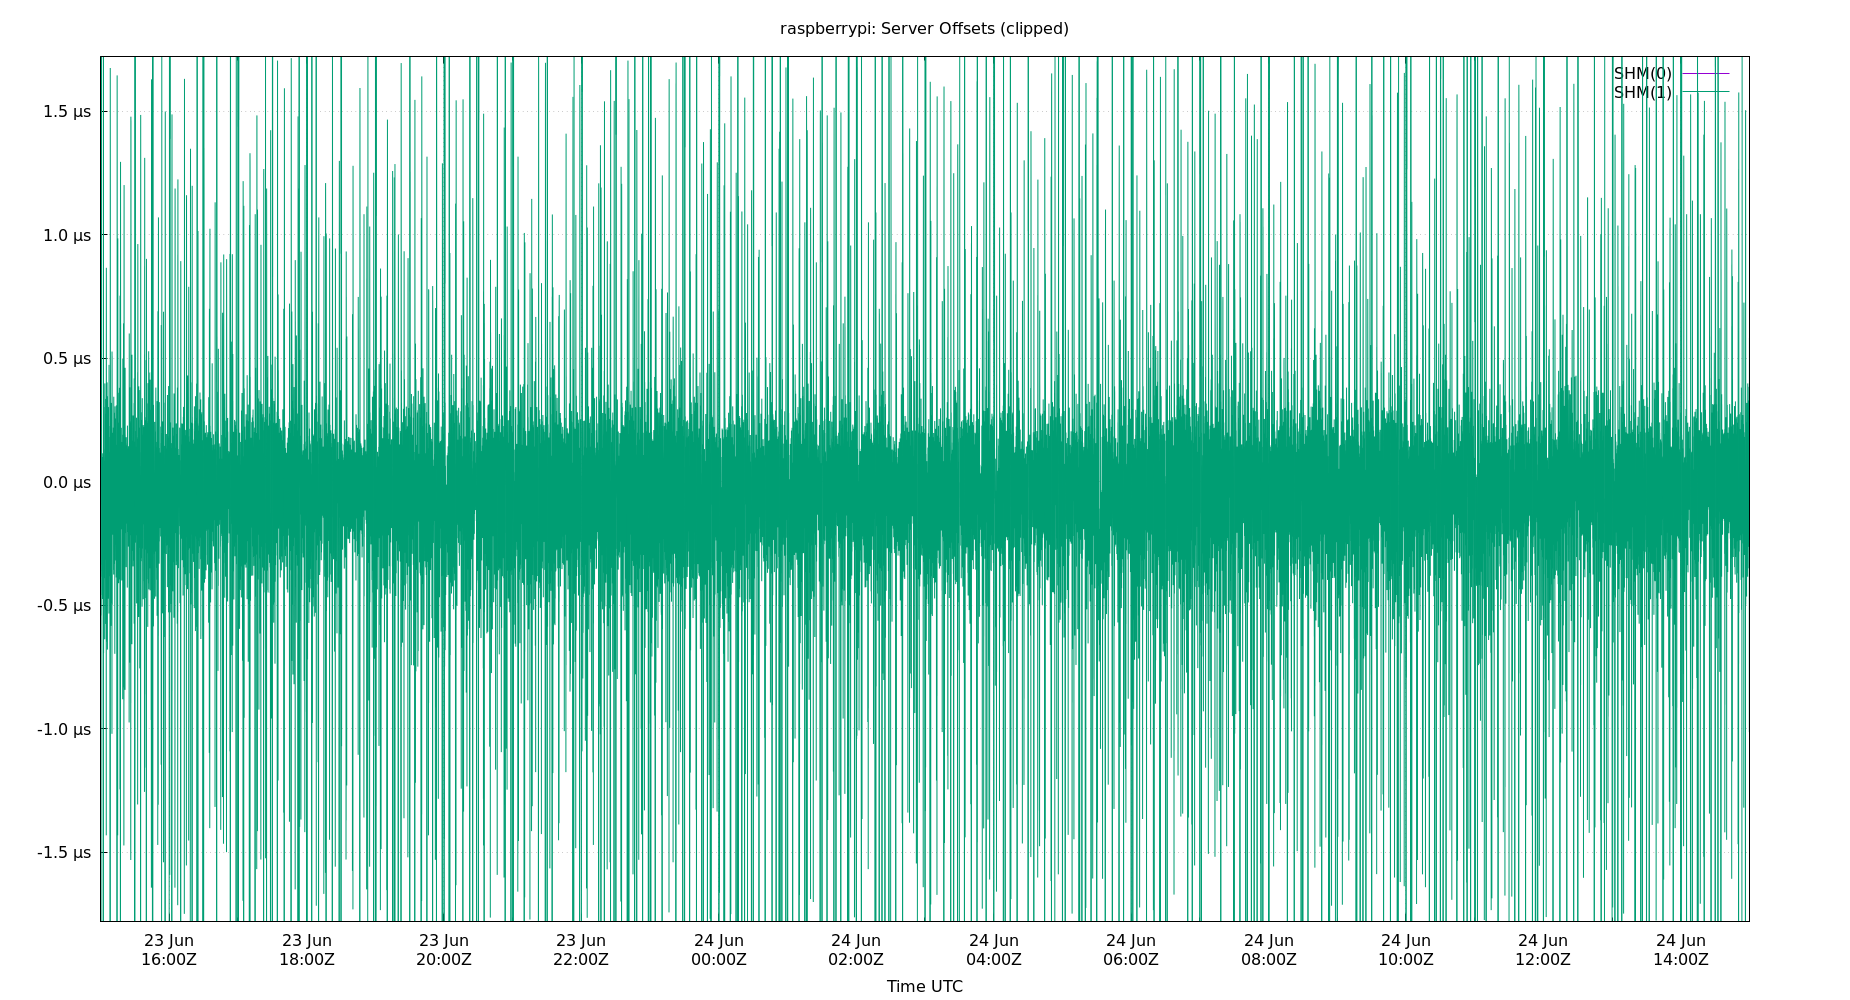 raspberrypi: Server Offsets (clipped)
SHM(0)
SHM(1)
1.5 µs
1.0 µs
0.5 µs
0.0 µs
-0.5 µs
-1.0 µs
-1.5 µs
23 Jun 23 Jun 23 Jun 23 Jun 24 Jun 24 Jun 24 Jun 24 Jun 24 Jun 24 Jun 24 Jun 24 Jun
16:00Z 18:00Z 20:00Z 22:00Z 00:00Z 02:00Z 04:00Z 06:00Z 08:00Z 10:00Z 12:00Z 14:00Z
Time UTC